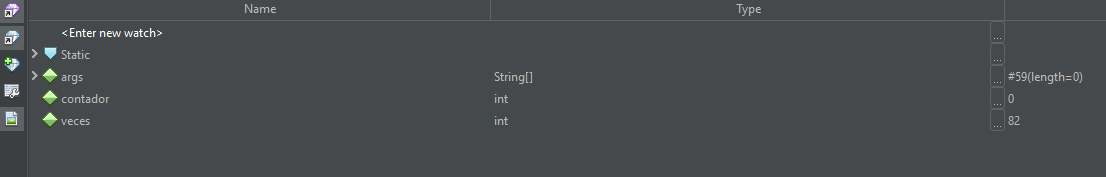 Name Type
<Enter new watch> ...
Static ...
args String[] ... #59(length=0)
contador int ... 0
veces int ... 82